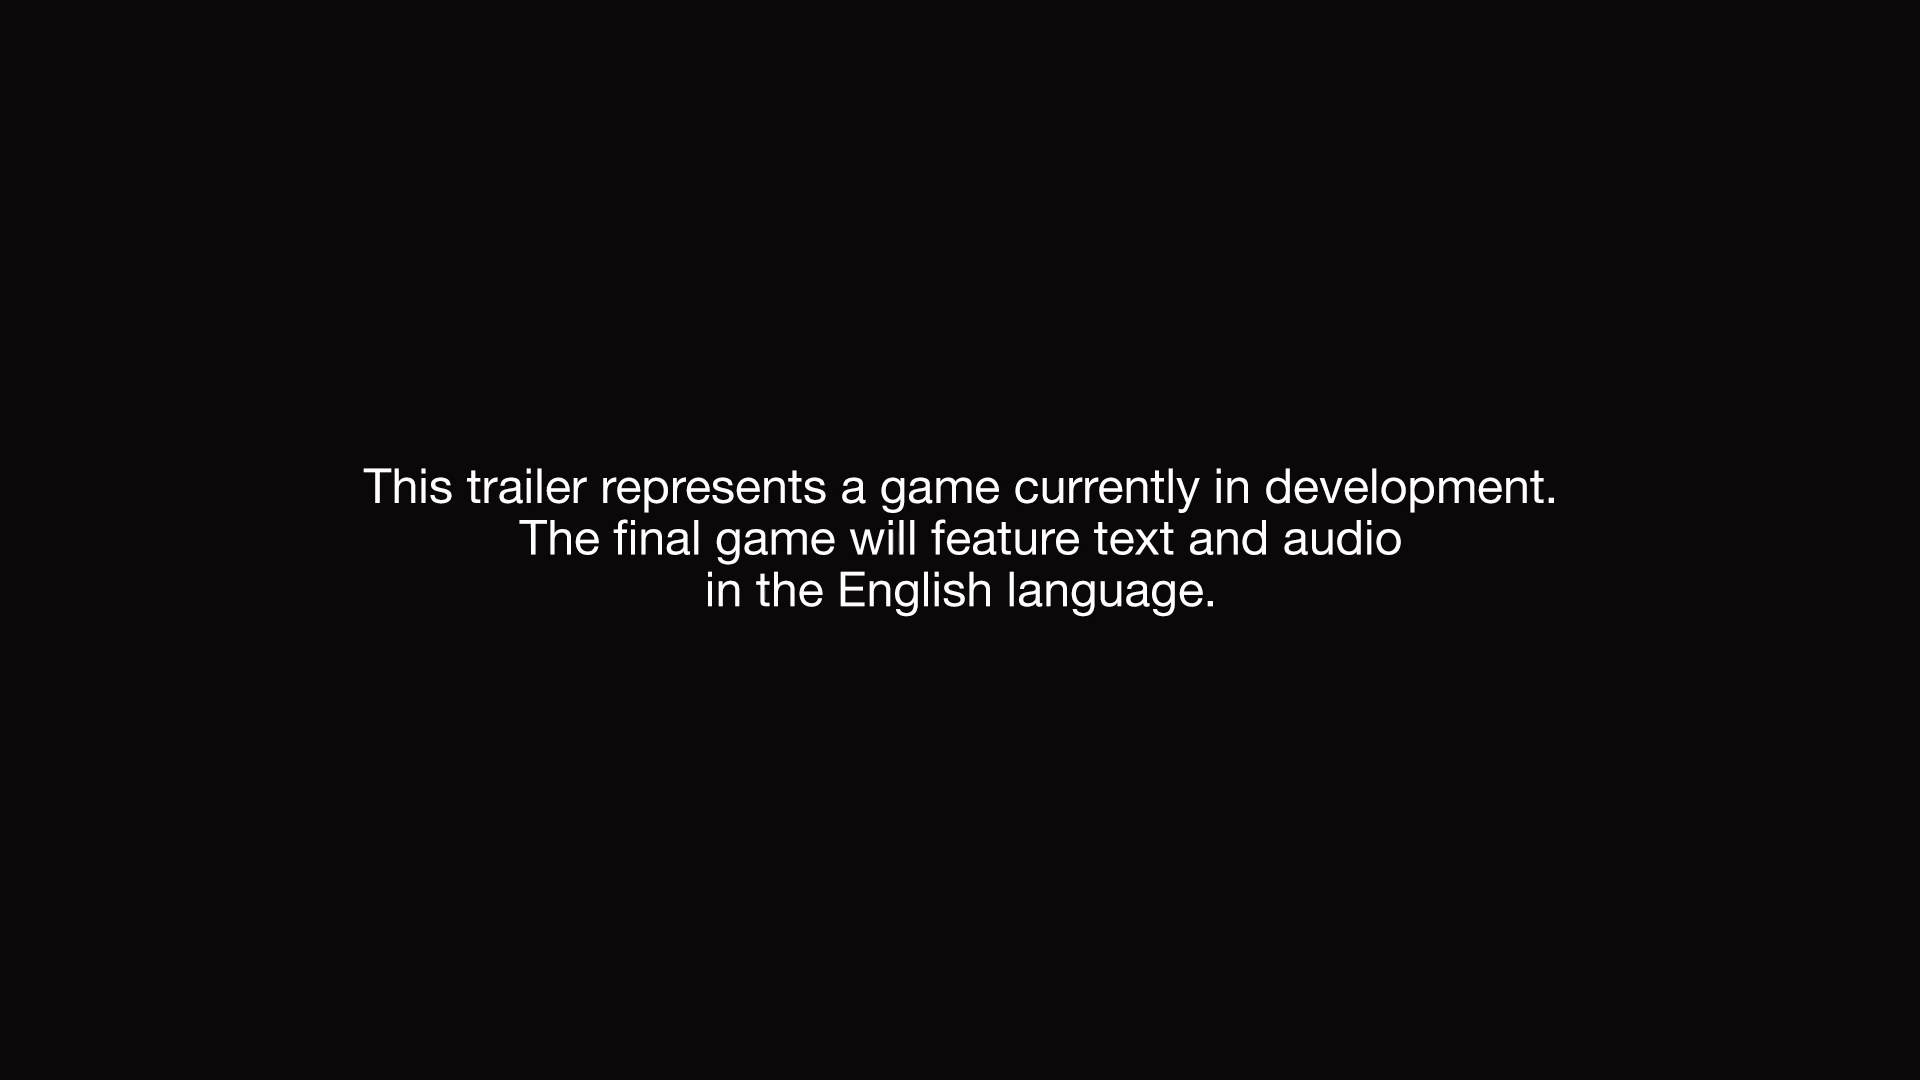 This trailer represents a game currently in development.
The final game will feature text and audio
in the English language.